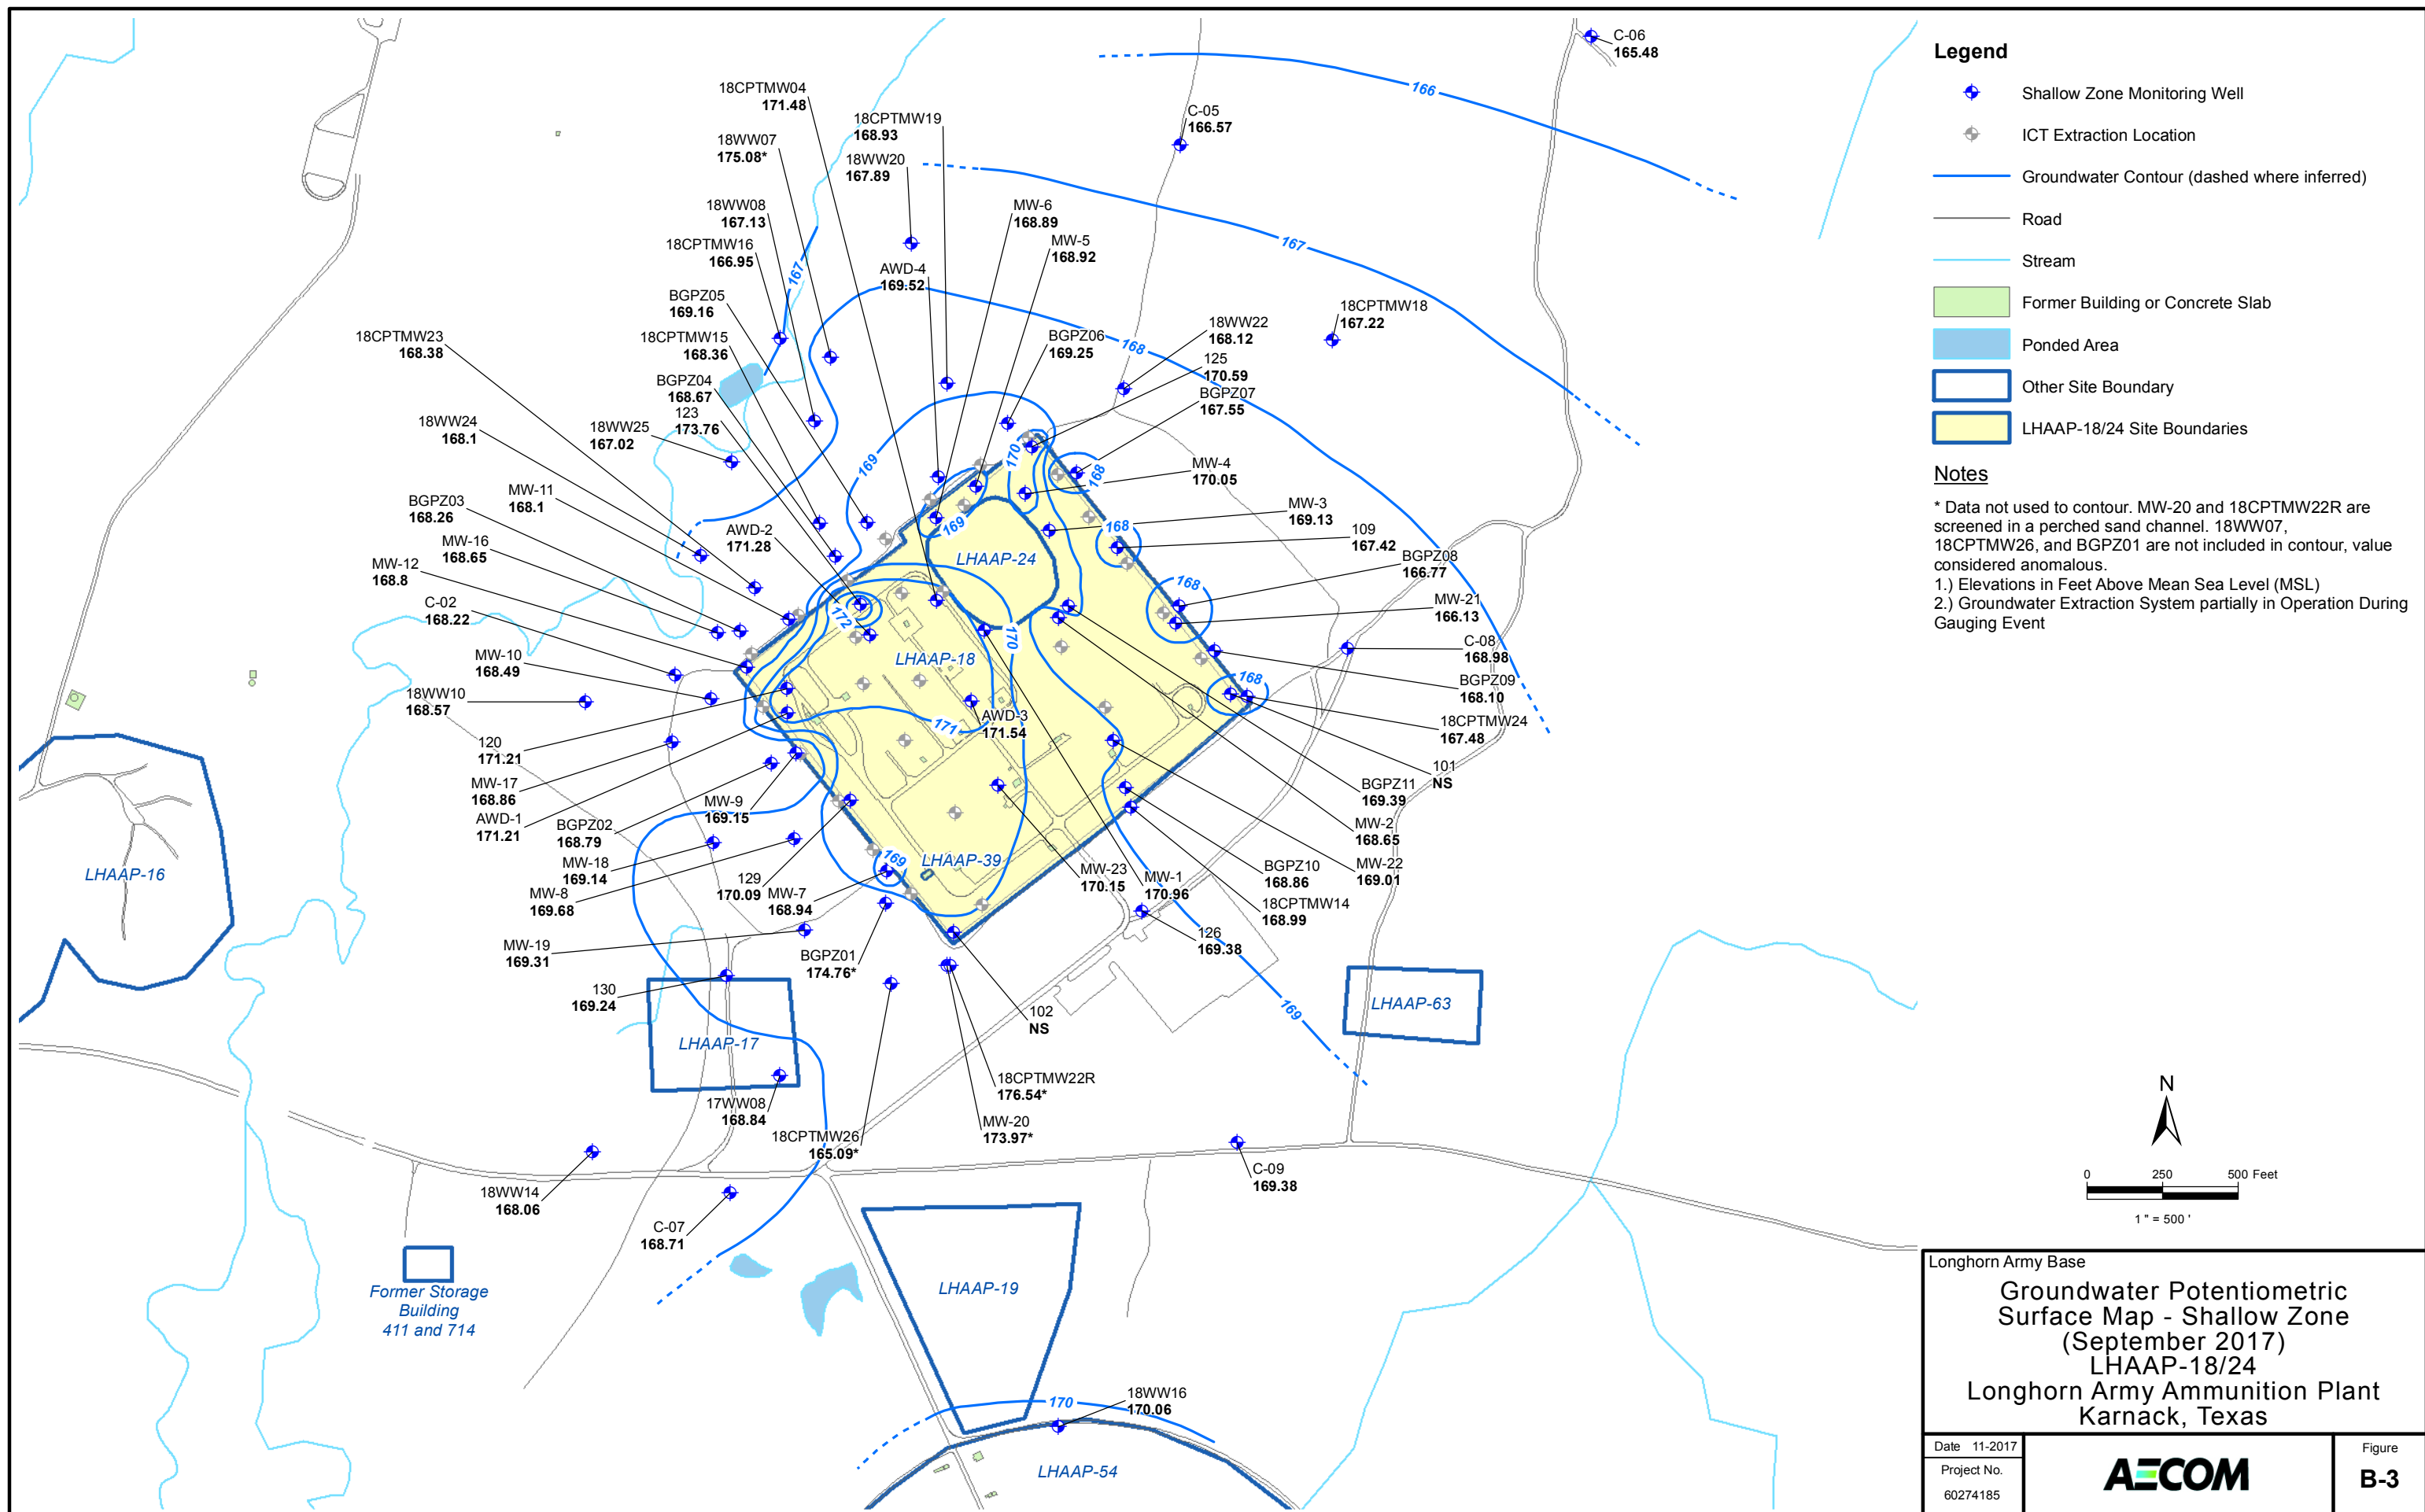 C-06
165.48
18CPTMW04
171.48
18CPTMW19
168.93
C-05
166.57
166
18WW07
175.08*
18WW20
167.89
18WW08
167.13
MW-6
168.89
18CPTMW16
166.95
MW-5
168.92
167
167
AWD-4
169.52
BGPZ05
169.16
18CPTMW18
167.22
18CPTMW23
168.38
18CPTMW15
168.36
BGPZ06
169.25
18WW22
168.12
168
125
170.59
BGPZ04
168.67
BGPZ07
167.55
123
173.76
18WW24
168.1
18WW25
167.02
169
170
168
MW-4
170.05
BGPZ03
168.26
MW-11
168.1
MW-3
169.13
AWD-2
171.28
169
168
109
167.42
MW-16
168.65
LHAAP-24
BGPZ08
166.77
MW-12
168.8
168
C-02
168.22
172
MW-21
166.13
MW-10
168.49
LHAAP-18
170
C-08
168.98
168
BGPZ09
168.10
18WW10
168.57
AWD-3
171.54
171
18CPTMW24
167.48
120
171.21
101
NS
MW-17
168.86
BGPZ11
169.39
AWD-1
171.21
MW-9
169.15
BGPZ02
168.79
MW-2
168.65
MW-18
169.14
169
LHAAP-39
MW-22
169.01
LHAAP-16
129
170.09
MW-7
168.94
MW-23
170.15
MW-1
170.96
BGPZ10
168.86
MW-8
169.68
18CPTMW14
168.99
126
169.38
MW-19
169.31
BGPZ01
174.76*
130
169.24
102
NS
169
LHAAP-63
LHAAP-17
18CPTMW22R
176.54*
17WW08
168.84
MW-20
173.97*
18CPTMW26
165.09*
C-09
169.38
18WW14
168.06
C-07
168.71
Former Storage
Building
411 and 714
LHAAP-19
170
18WW16
170.06
LHAAP-54
Legend
Shallow Zone Monitoring Well
ICT Extraction Location
Groundwater Contour (dashed where inferred)
Road
Stream
Former Building or Concrete Slab
Ponded Area
Other Site Boundary
LHAAP-18/24 Site Boundaries
Notes
* Data not used to contour. MW-20 and 18CPTMW22R are
screened in a perched sand channel. 18WW07,
18CPTMW26, and BGPZ01 are not included in contour, value
considered anomalous.
1.) Elevations in Feet Above Mean Sea Level (MSL)
2.) Groundwater Extraction System partially in Operation During
Gauging Event
N
0 250 500 Feet
1 " = 500 '
Longhorn Army Base
Groundwater Potentiometric
Surface Map - Shallow Zone
(September 2017)
LHAAP-18/24
Longhorn Army Ammunition Plant
Karnack, Texas
Date 11-2017
Project No.
60274185
AECOM
Figure
B-3